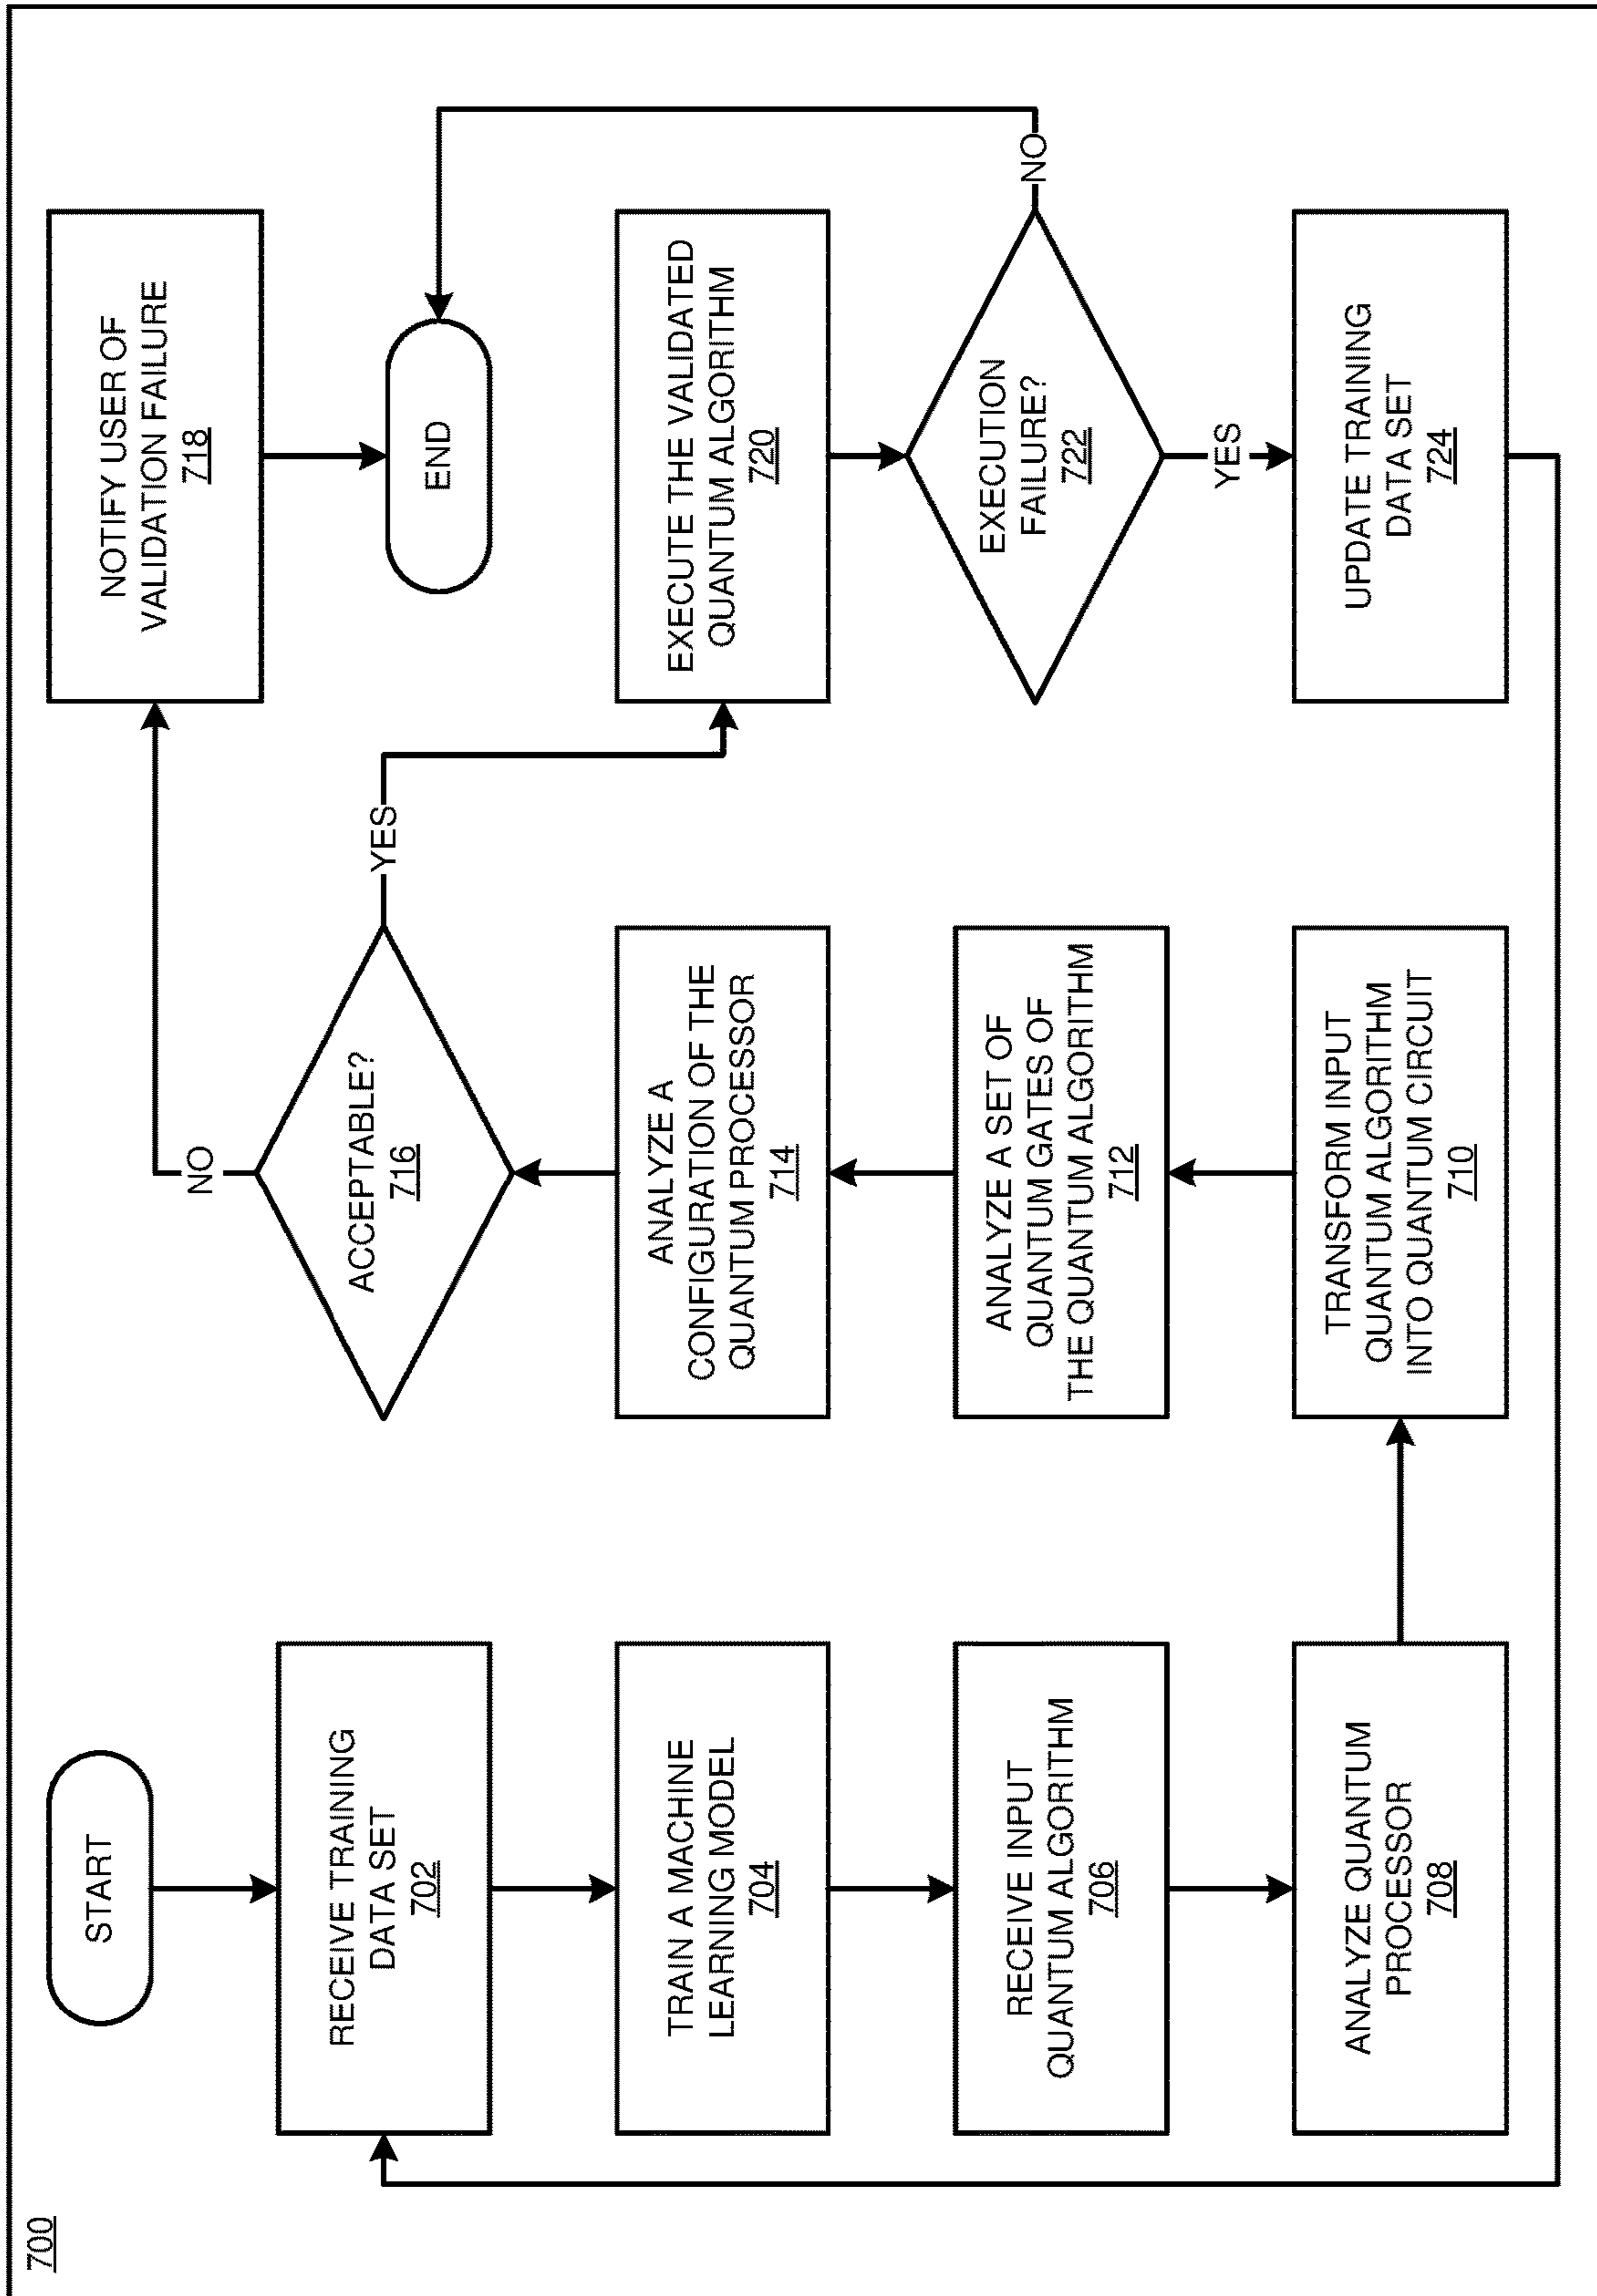 700
START
RECEIVE TRAINING
DATA SET
702
TRAIN A MACHINE
LEARNING MODEL
704
RECEIVE INPUT
QUANTUM ALGORITHM
706
ANALYZE QUANTUM
PROCESSOR
708
TRANSFORM INPUT
QUANTUM ALGORITHM
INTO QUANTUM CIRCUIT
710
ANALYZE A SET OF
QUANTUM GATES OF
THE QUANTUM ALGORITHM
712
ANALYZE A
CONFIGURATION OF THE
QUANTUM PROCESSOR
714
ACCEPTABLE?
716
NO
YES
NOTIFY USER OF
VALIDATION FAILURE
718
END
EXECUTE THE VALIDATED
QUANTUM ALGORITHM
720
EXECUTION
FAILURE?
722
NO
YES
UPDATE TRAINING
DATA SET
724